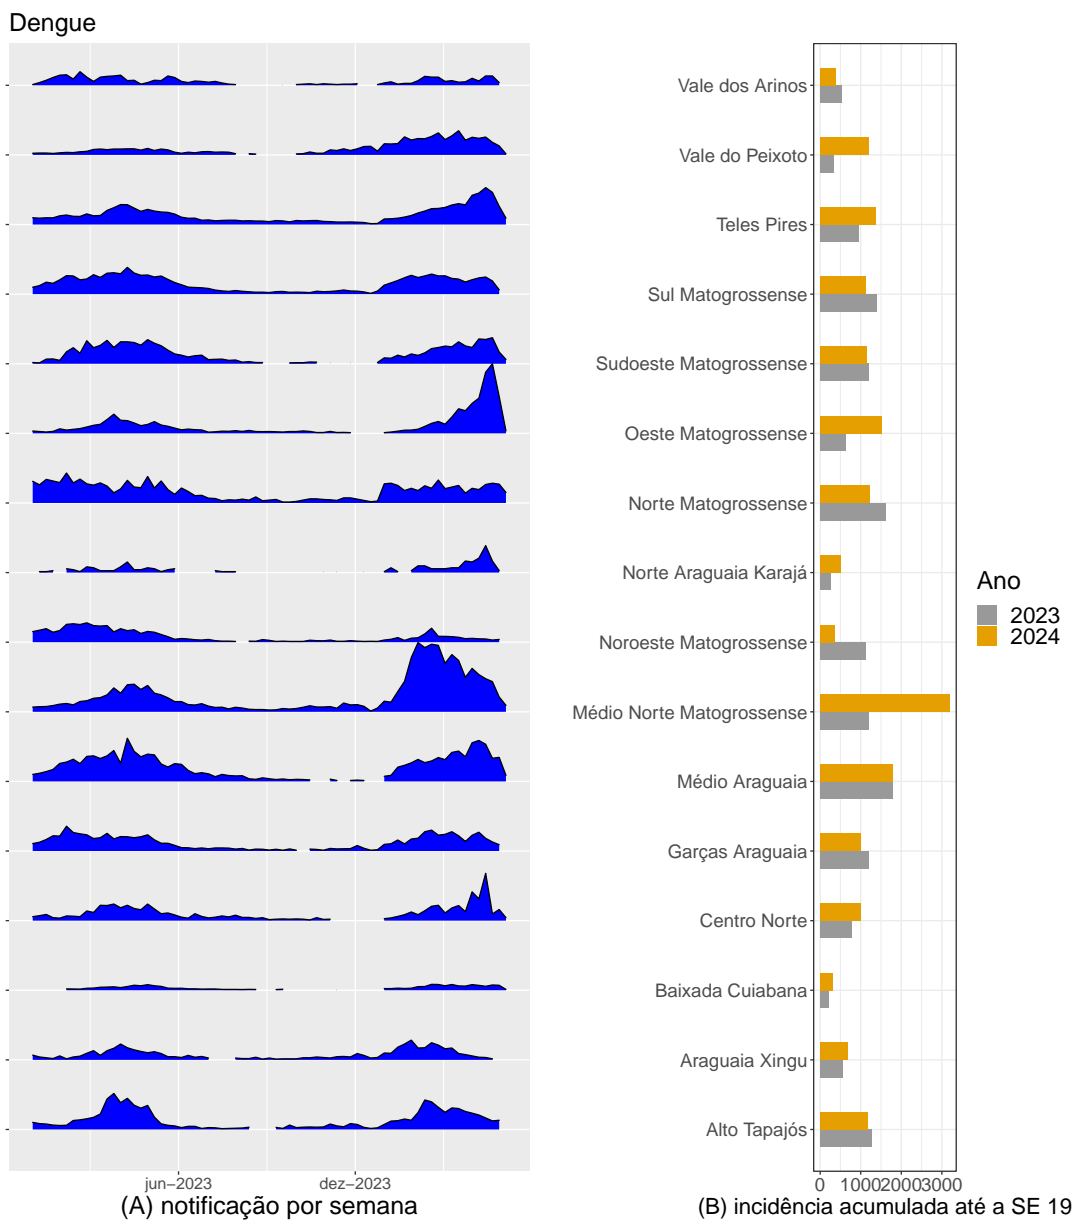 Dengue
Vale dos Arinos
Vale do Peixoto
Teles Pires
Sul Matogrossense
Sudoeste Matogrossense
Oeste Matogrossense
Norte Matogrossense
Norte Araguaia Karajá
Noroeste Matogrossense
Médio Norte Matogrossense
Médio Araguaia
Garças Araguaia
Centro Norte
Baixada Cuiabana
Araguaia Xingu
Alto Tapajós
Ano
2023
2024
jun−2023 dez−2023
0 1000 2000 3000
(A) notificação por semana
(B) incidência acumulada até a SE 19